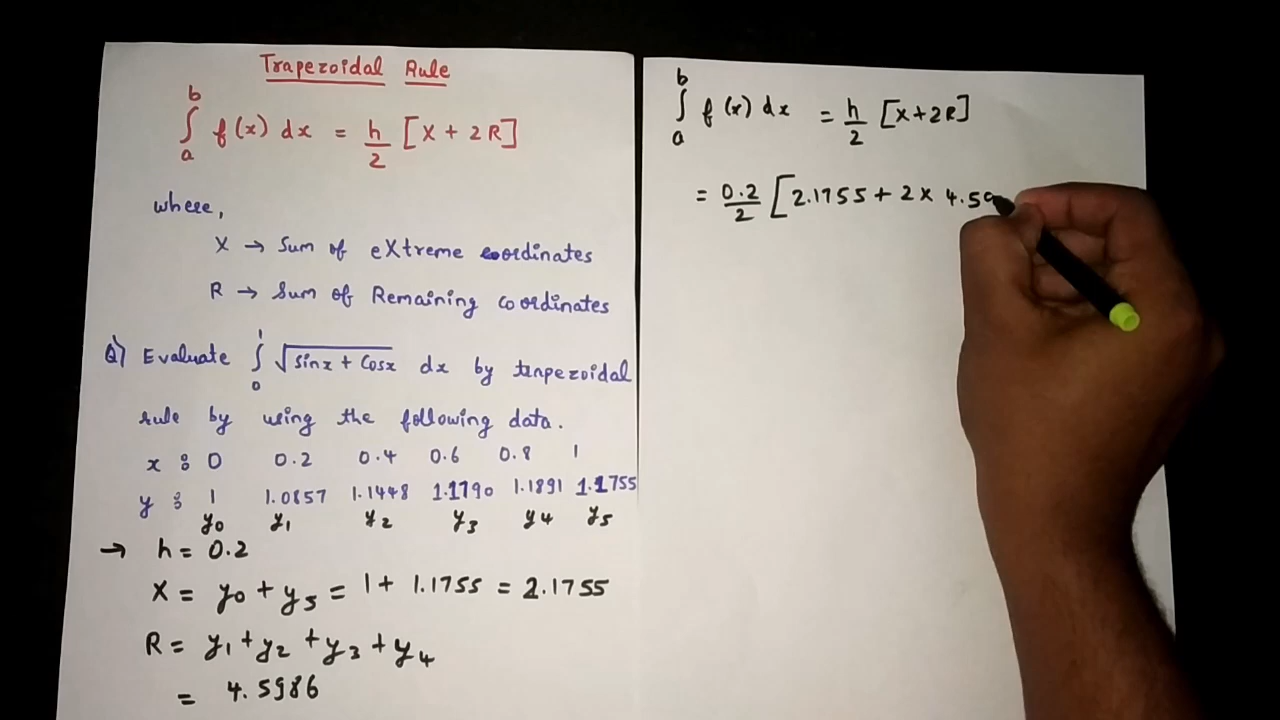 Trapezoidal Rule
b
∫ f(x) dx = h/2 [X + 2R]
a
where,
X → Sum of eXtreme coordinates
R → Sum of Remaining coordinates
Q) Evaluate ∫₀¹ √(sinx + Cosx) dx by trapezoidal
rule by using the following data.
x : 0 0.2 0.4 0.6 0.8 1
y : 1 1.0857 1.1448 1.1790 1.1891 1.1755
y0 y1 y2 y3 y4 y5
→ h = 0.2
X = y0 + y5 = 1 + 1.1755 = 2.1755
R = y1 + y2 + y3 + y4
= 4.5986
b
∫ f(x) dx = h/2 [X+2R]
a
= 0.2/2 [2.1755 + 2 × 4.59